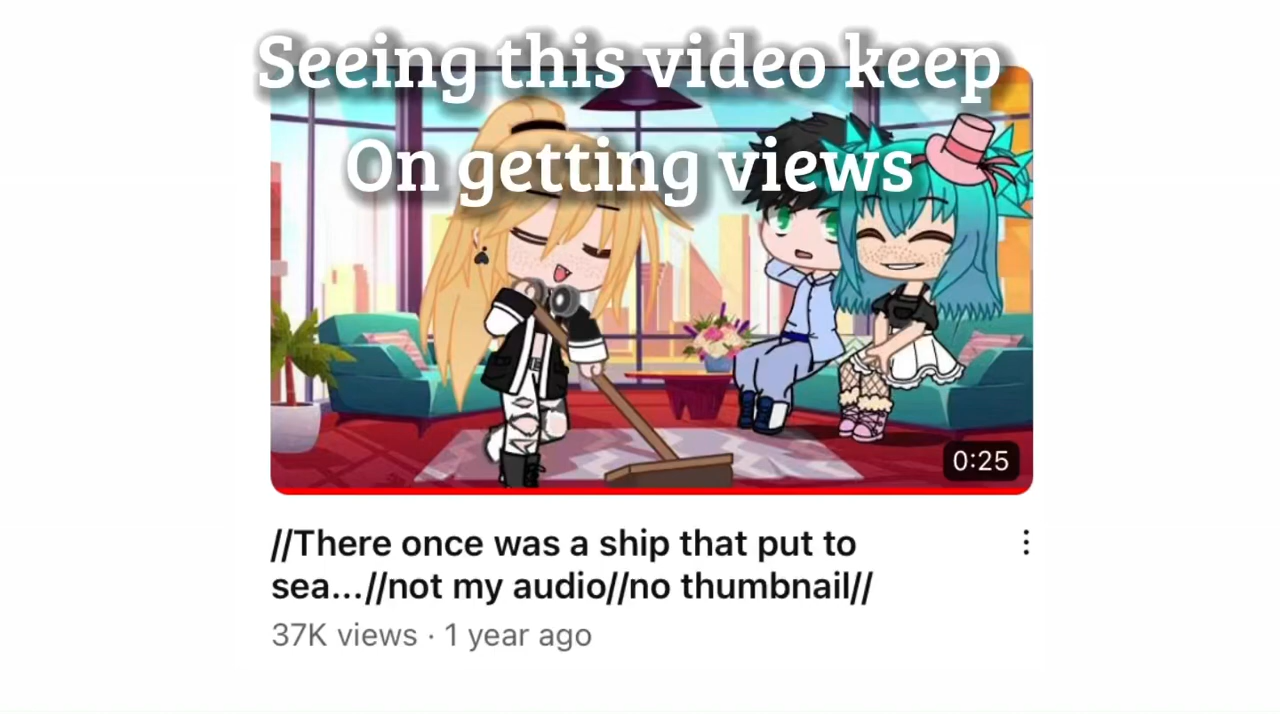 Seeing this video keep
On getting views
0:25
//There once was a ship that put to
sea...//not my audio//no thumbnail//
37K views · 1 year ago